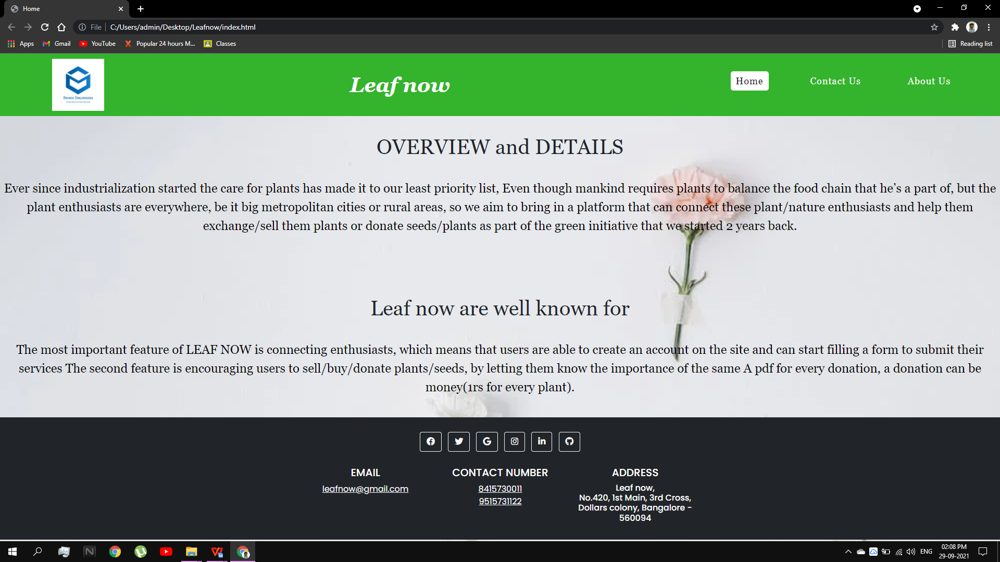 Home
File
C:/Users/admin/Desktop/Leafnow/index.html
Apps
Gmail
YouTube
Popular 24 hours M...
Classes
Reading list
BIONIC ENGINEERS
Leaf now
Home
Contact Us
About Us
OVERVIEW and DETAILS
Ever since industrialization started the care for plants has made it to our least priority list, Even though mankind requires plants to balance the food chain that he’s a part of, but the
plant enthusiasts are everywhere, be it big metropolitan cities or rural areas, so we aim to bring in a platform that can connect these plant/nature enthusiasts and help them
exchange/sell them plants or donate seeds/plants as part of the green initiative that we started 2 years back.
Leaf now are well known for
The most important feature of LEAF NOW is connecting enthusiasts, which means that users are able to create an account on the site and can start filling a form to submit their
services The second feature is encouraging users to sell/buy/donate plants/seeds, by letting them know the importance of the same A pdf for every donation, a donation can be
money(1rs for every plant).
EMAIL
leafnow@gmail.com
CONTACT NUMBER
8415730011
9515731122
ADDRESS
Leaf now,
No.420, 1st Main, 3rd Cross,
Dollars colony, Bangalore -
560094
ENG
02:08 PM
29-09-2021